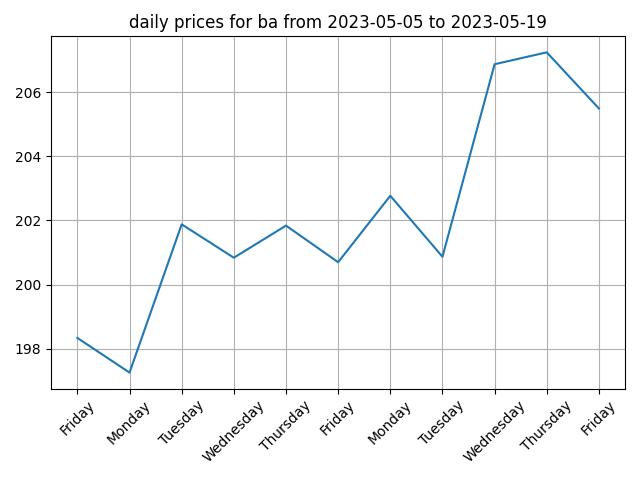 daily prices for ba from 2023-05-05 to 2023-05-19
206
204
202
200
198
Friday
Monday
Tuesday
Wednesday
Thursday
Friday
Monday
Tuesday
Wednesday
Thursday
Friday